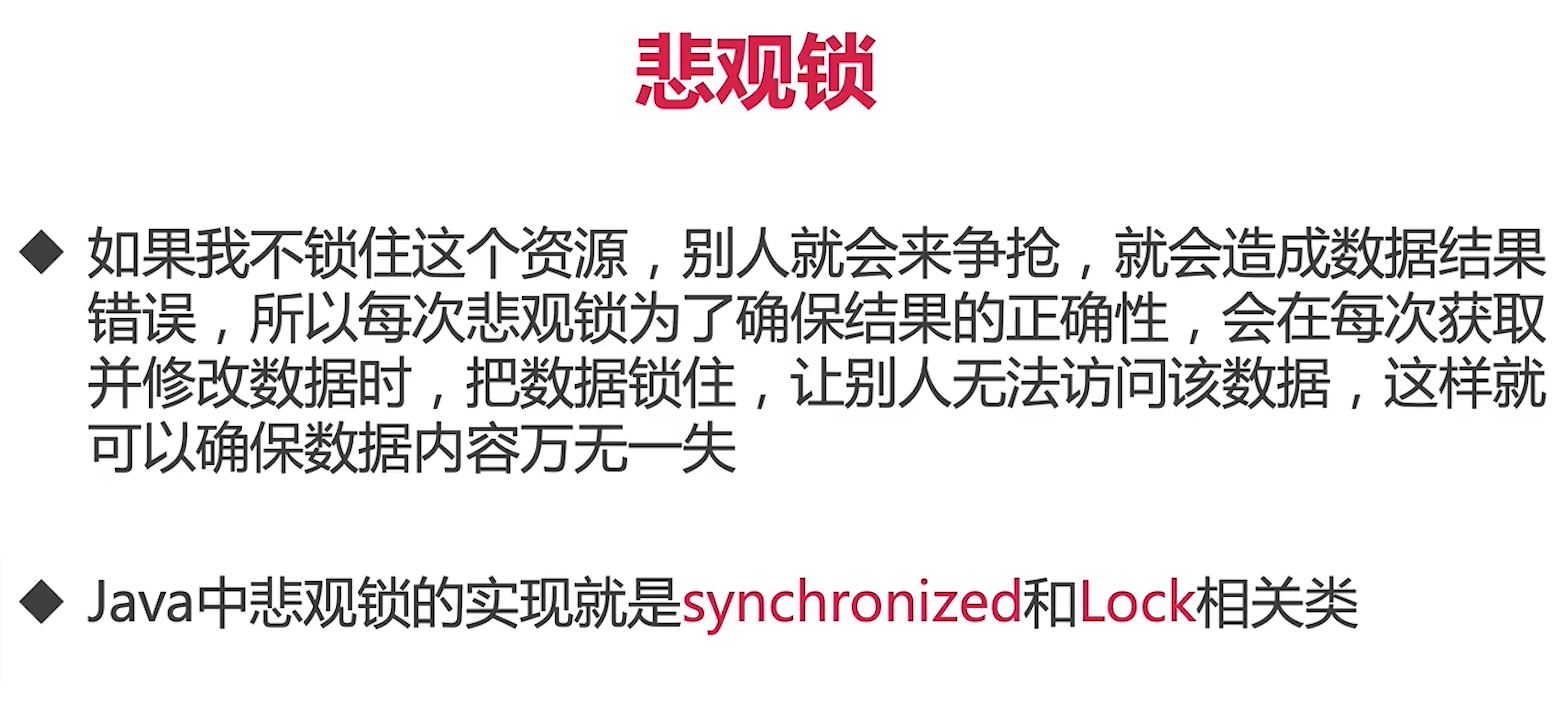 悲观锁
◆ 如果我不锁住这个资源，别人就会来争抢，就会造成数据结果
错误，所以每次悲观锁为了确保结果的正确性，会在每次获取
并修改数据时，把数据锁住，让别人无法访问该数据，这样就
可以确保数据内容万无一失
◆ Java中悲观锁的实现就是synchronized和Lock相关类